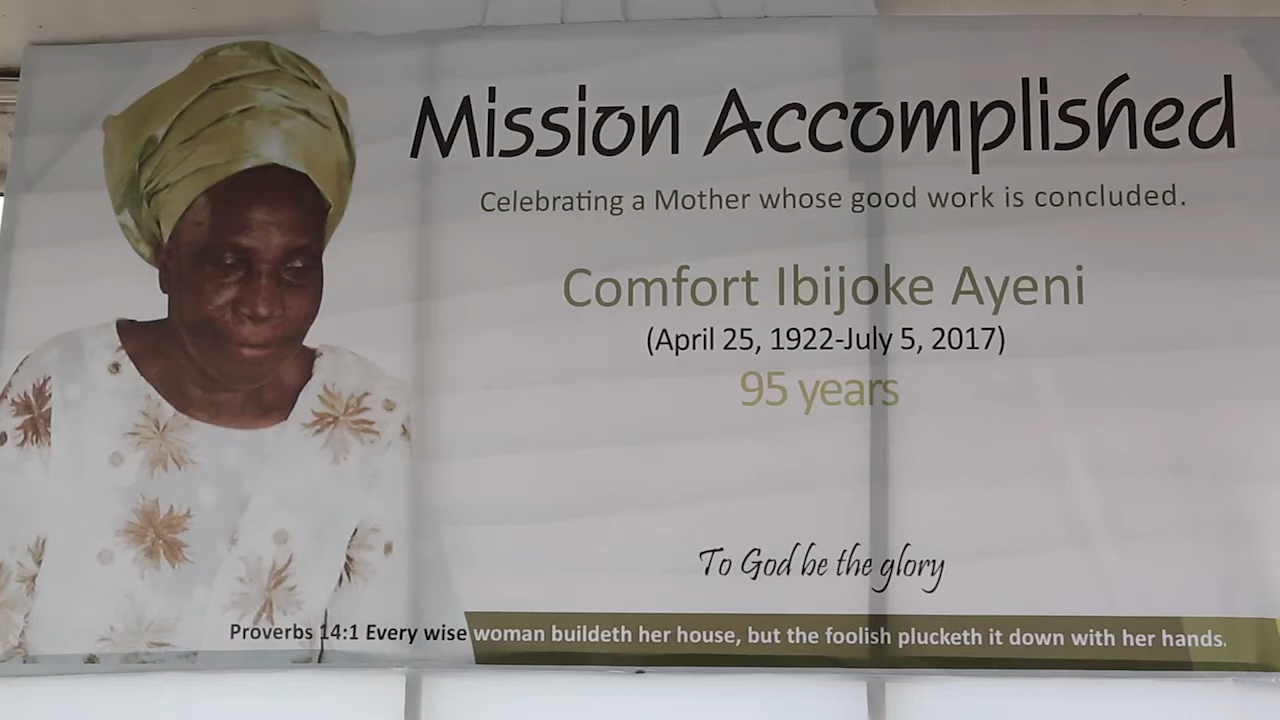 Mission Accomplished
Celebrating a Mother whose good work is concluded.
Comfort Ibijoke Ayeni
(April 25, 1922-July 5, 2017)
95 years
To God be the glory
Proverbs 14:1 Every wise woman buildeth her house, but the foolish plucketh it down with her hands.